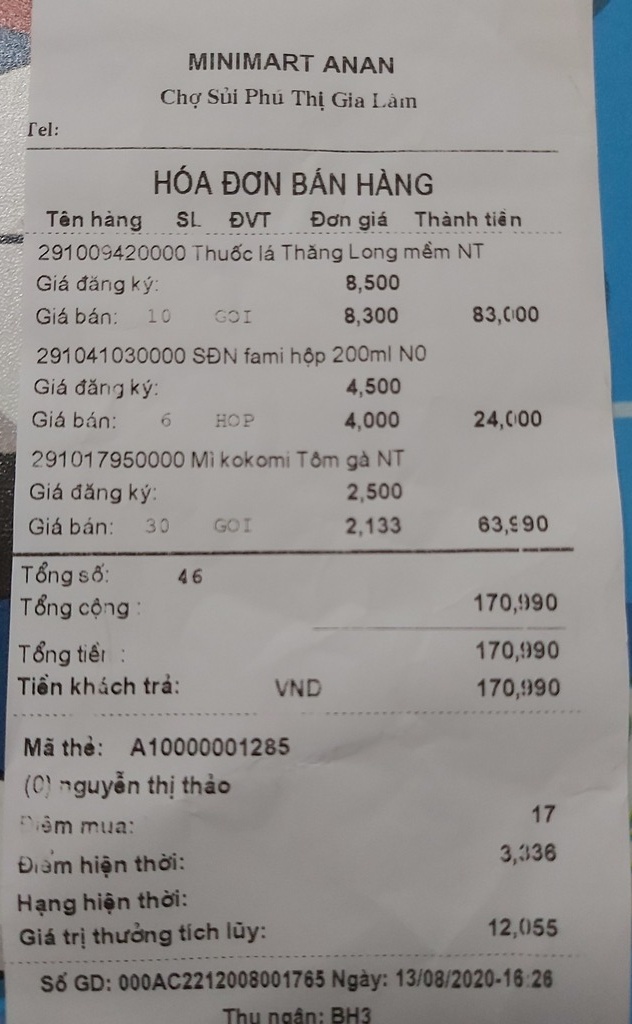 MINIMART ANAN
Chợ Sủi Phú Thị Gia Lâm
Tel:
HÓA ĐƠN BÁN HÀNG
Tên hàng SL ĐVT Đơn giá Thành tiền
291009420000 Thuốc lá Thăng Long mềm NT
Giá đăng ký: 8,500
Giá bán: 10 GOI 8,300 83,000
291041030000 SĐN fami hộp 200ml N0
Giá đăng ký: 4,500
Giá bán: 6 HOP 4,000 24,000
291017950000 Mì kokomi Tôm gà NT
Giá đăng ký: 2,500
Giá bán: 30 GOI 2,133 63,990
Tổng số: 46
Tổng cộng : 170,990
Tổng tiền : 170,990
Tiền khách trả: VND 170,990
Mã thẻ: A10000001285
(0) nguyễn thị thảo
Điểm mua: 17
Điểm hiện thời: 3,336
Hạng hiện thời:
Giá trị thưởng tích lũy: 12,055
Số GD: 000AC2212008001765 Ngày: 13/08/2020-16:26
Thu ngân: BH3